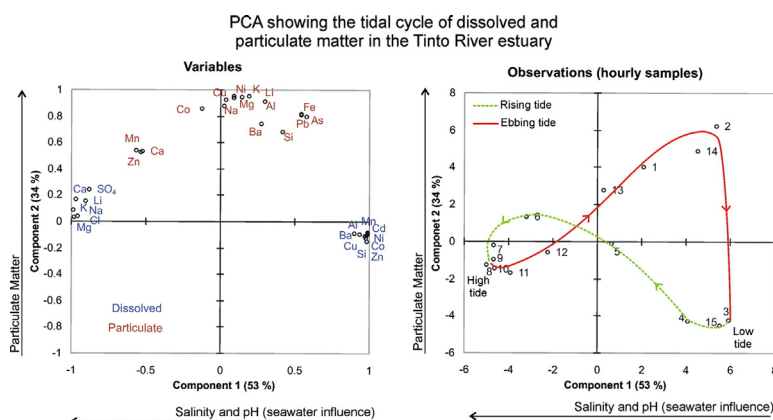 PCA showing the tidal cycle of dissolved and
particulate matter in the Tinto River estuary
Variables
Particulate Matter
Component 2 (34 %)
1
0.8
0.6
0.4
0.2
0
-0.2
-0.4
-0.6
-0.8
-1
-1
-0.5
0
0.5
1
Co
Cu
Na
Ni
Mg
K
LI
Al
Ba
Si
Fe
Pb
As
Mn
Zn
Ca
Ca
SO4
Li
K
Na
Cl
Mg
Mn
Al
Cd
Ba
Ni
Cu
Co
Si
Zn
Dissolved
Particulate
Component 1 (53 %)
Salinity and pH (seawater influence)
Observations (hourly samples)
Particulate Matter
Component 2 (34 %)
8
6
4
2
0
-2
-4
-6
-8
-6
-4
-2
0
2
4
6
8
Rising tide
Ebbing tide
2
14
1
13
6
5
7
9
8
10
11
12
High
tide
4
15
3
Low
tide
Component 1 (53 %)
Salinity and pH (seawater influence)